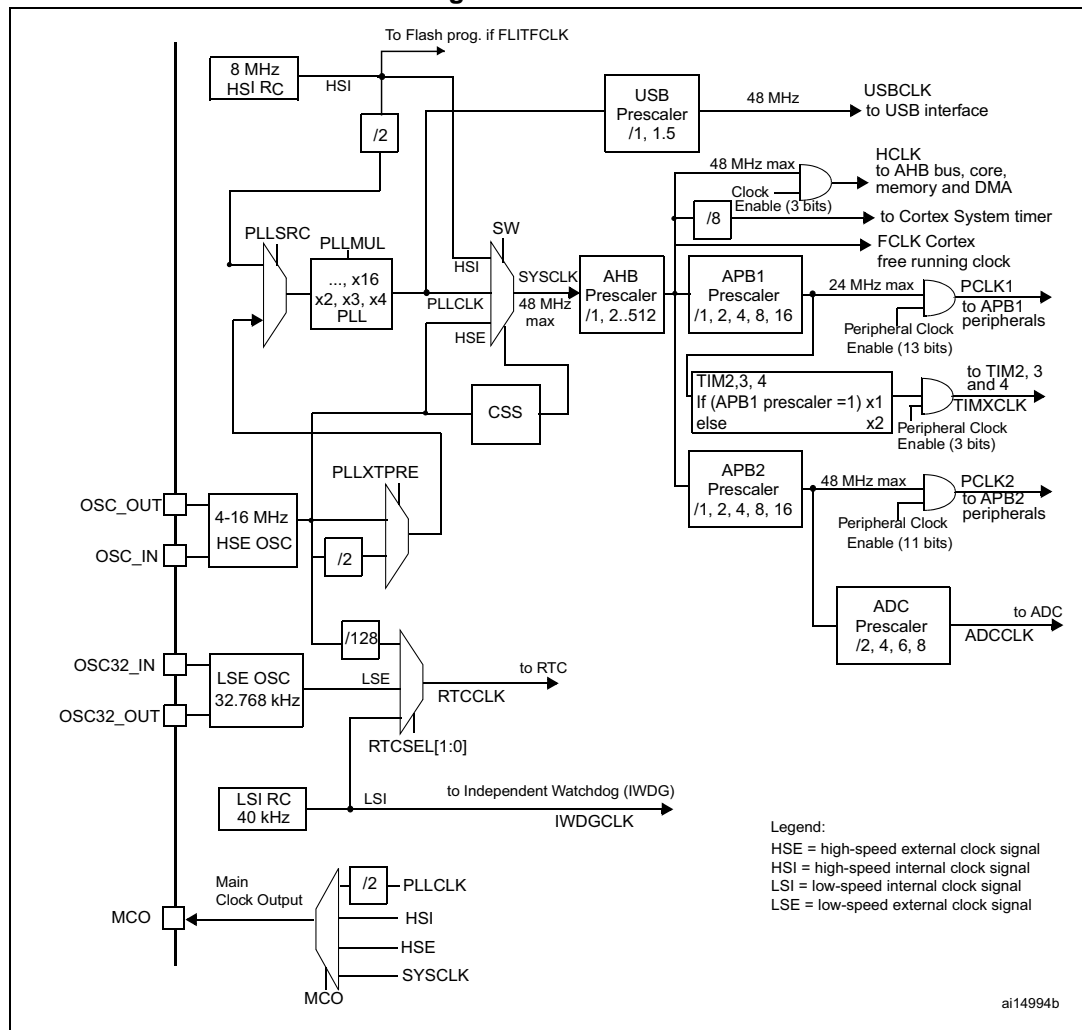 To Flash prog. if FLITFCLK
8 MHz
HSI RC
HSI
/2
USB
Prescaler
/1, 1.5
48 MHz
USBCLK
to USB interface
48 MHz max
HCLK
to AHB bus, core,
memory and DMA
Clock
Enable (3 bits)
/8
to Cortex System timer
FCLK Cortex
free running clock
PLLSRC
PLLMUL
..., x16
x2, x3, x4
PLL
SW
HSI
PLLCLK
HSE
SYSCLK
48 MHz
max
AHB
Prescaler
/1, 2..512
APB1
Prescaler
/1, 2, 4, 8, 16
24 MHz max
PCLK1
to APB1
peripherals
Peripheral Clock
Enable (13 bits)
TIM2,3, 4
If (APB1 prescaler =1) x1
else x2
to TIM2, 3
and 4
TIMXCLK
Peripheral Clock
Enable (3 bits)
CSS
APB2
Prescaler
/1, 2, 4, 8, 16
48 MHz max
PCLK2
to APB2
peripherals
Peripheral Clock
Enable (11 bits)
PLLXTPRE
OSC_OUT
OSC_IN
4-16 MHz
HSE OSC
/2
ADC
Prescaler
/2, 4, 6, 8
to ADC
ADCCLK
/128
OSC32_IN
OSC32_OUT
LSE OSC
32.768 kHz
LSE
to RTC
RTCCLK
RTCSEL[1:0]
LSI RC
40 kHz
LSI
to Independent Watchdog (IWDG)
IWDGCLK
Legend:
HSE = high-speed external clock signal
HSI = high-speed internal clock signal
LSI = low-speed internal clock signal
LSE = low-speed external clock signal
MCO
Main
Clock Output
/2
PLLCLK
HSI
HSE
SYSCLK
MCO
ai14994b